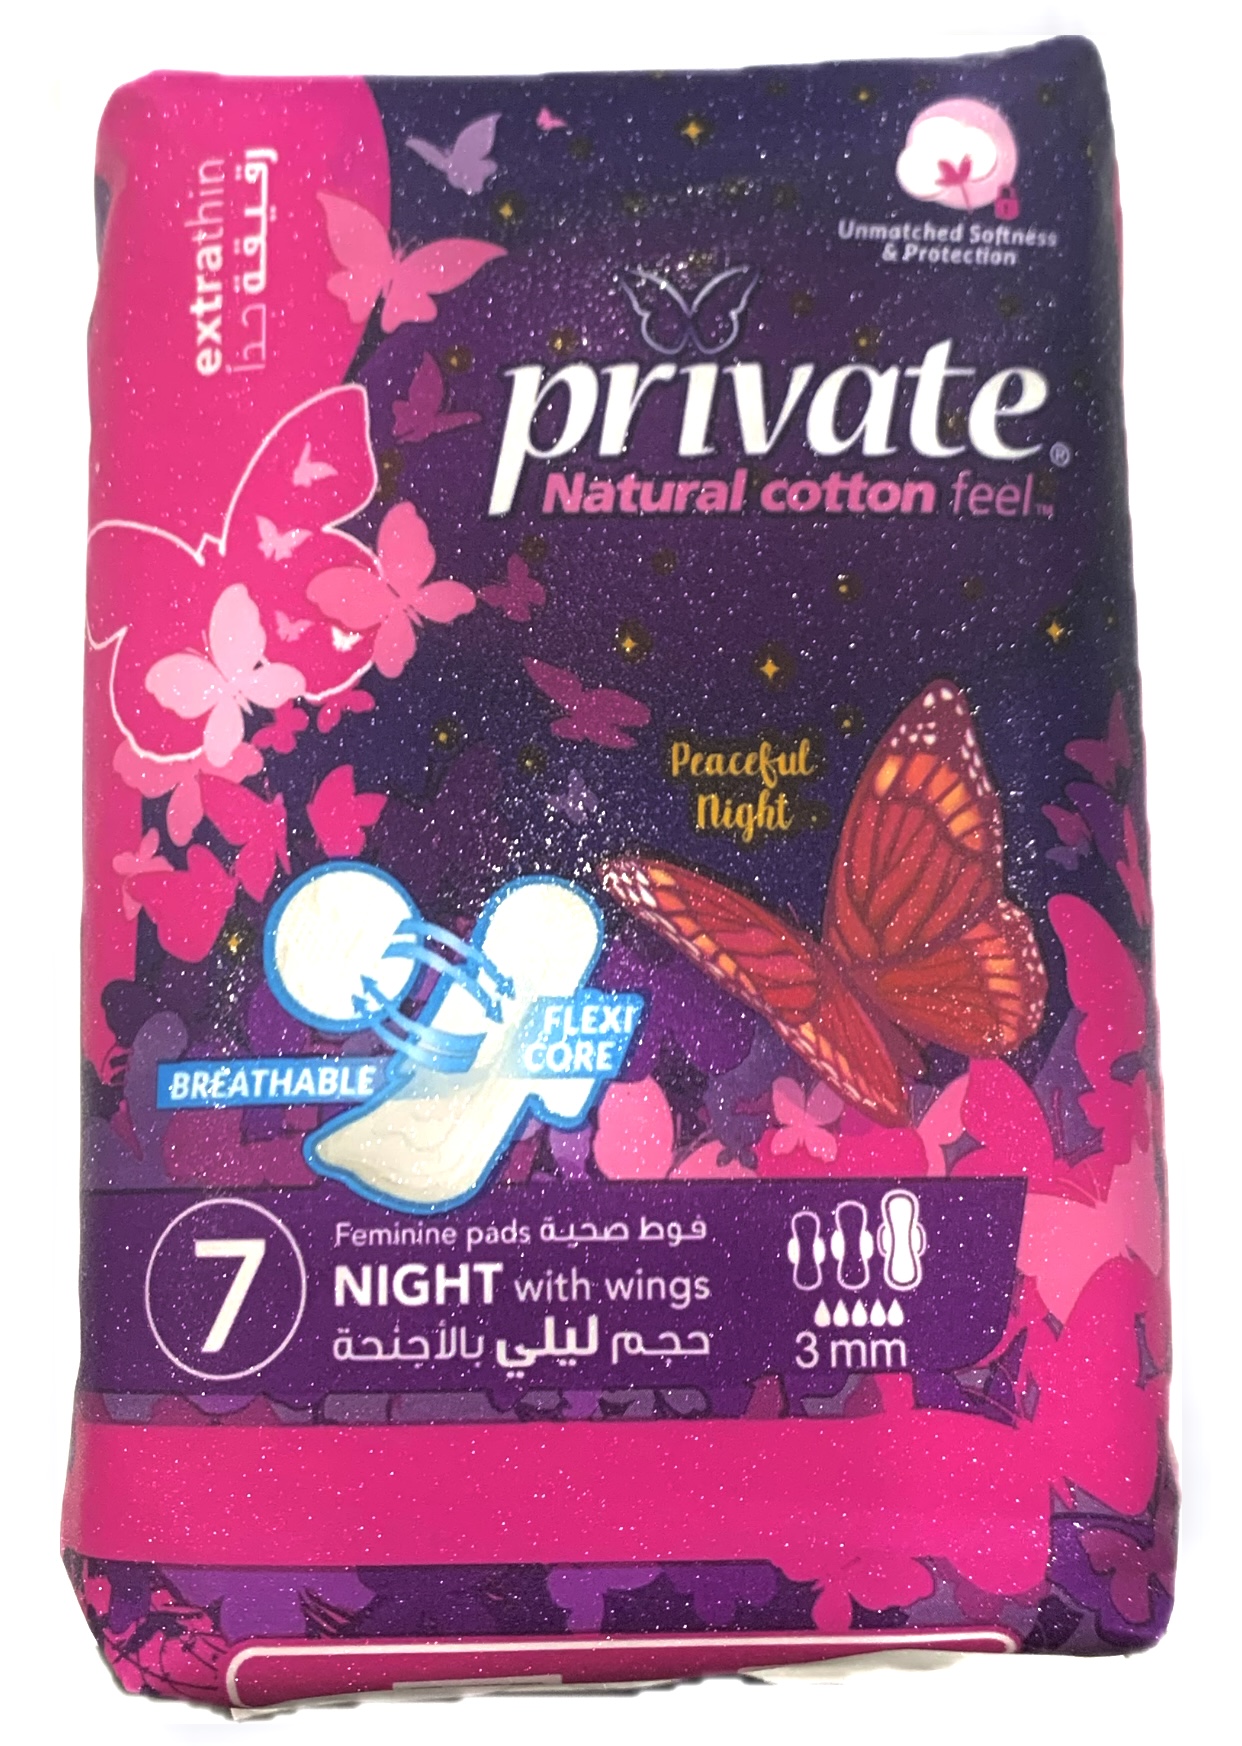 extrathin
رقيقة جداً
Unmatched Softness
& Protection
private®
Natural cotton feel™
Peaceful
Night
FLEXI
CORE
BREATHABLE
7
Feminine pads فوط صحية
NIGHT with wings
حجم ليلي بالأجنحة
3 mm